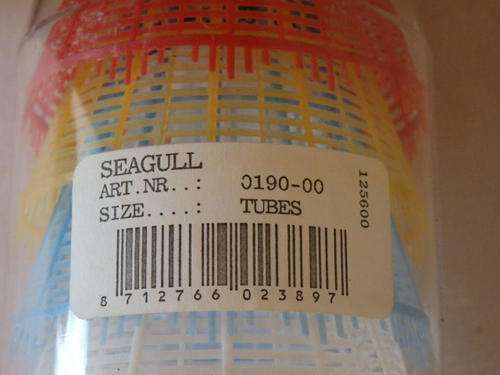 SEAGULL
ART.NR..: 0190-00
SIZE....: TUBES
125600
8 712766 023897